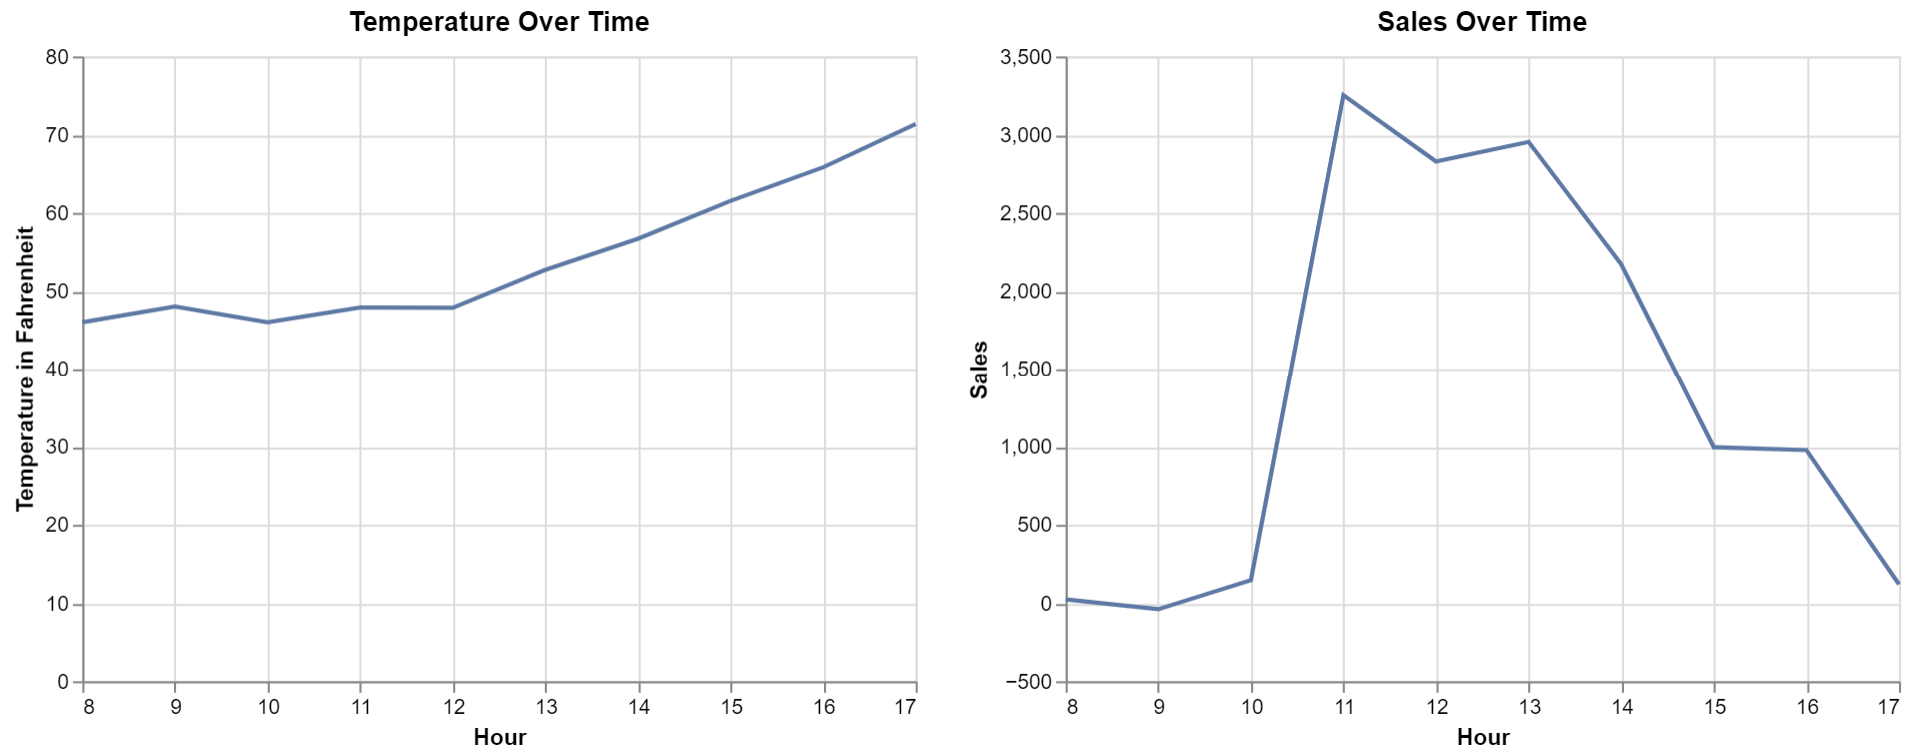 Temperature Over Time
80
70
60
50
40
30
20
10
0
Temperature in Fahrenheit
8 9 10 11 12 13 14 15 16 17
Hour
Sales Over Time
3,500
3,000
2,500
2,000
1,500
1,000
500
0
−500
Sales
8 9 10 11 12 13 14 15 16 17
Hour